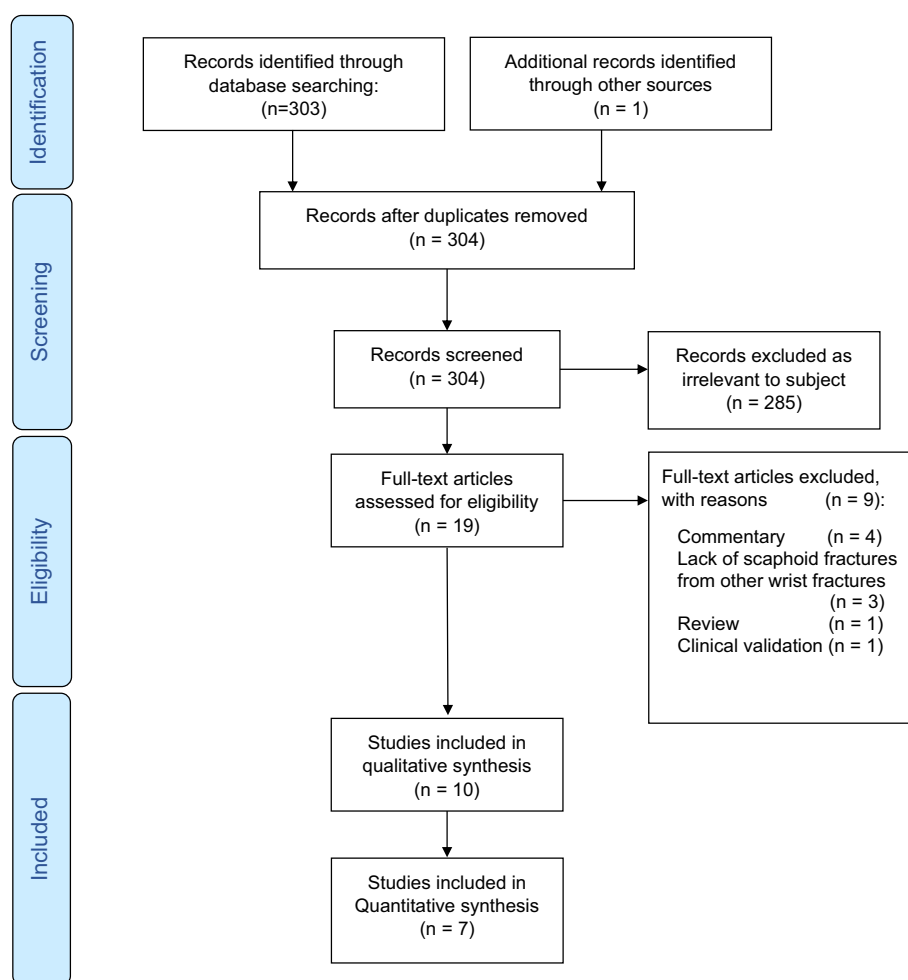 Identification
Records identified through
database searching:
(n=303)
Additional records identified
through other sources
(n = 1)
Screening
Records after duplicates removed
(n = 304)
Records screened
(n = 304)
Records excluded as
irrelevant to subject
(n = 285)
Eligibility
Full-text articles
assessed for eligibility
(n = 19)
Full-text articles excluded,
with reasons (n = 9):
Commentary (n = 4)
Lack of scaphoid fractures
from other wrist fractures
(n = 3)
Review (n = 1)
Clinical validation (n = 1)
Included
Studies included in
qualitative synthesis
(n = 10)
Studies included in
Quantitative synthesis
(n = 7)